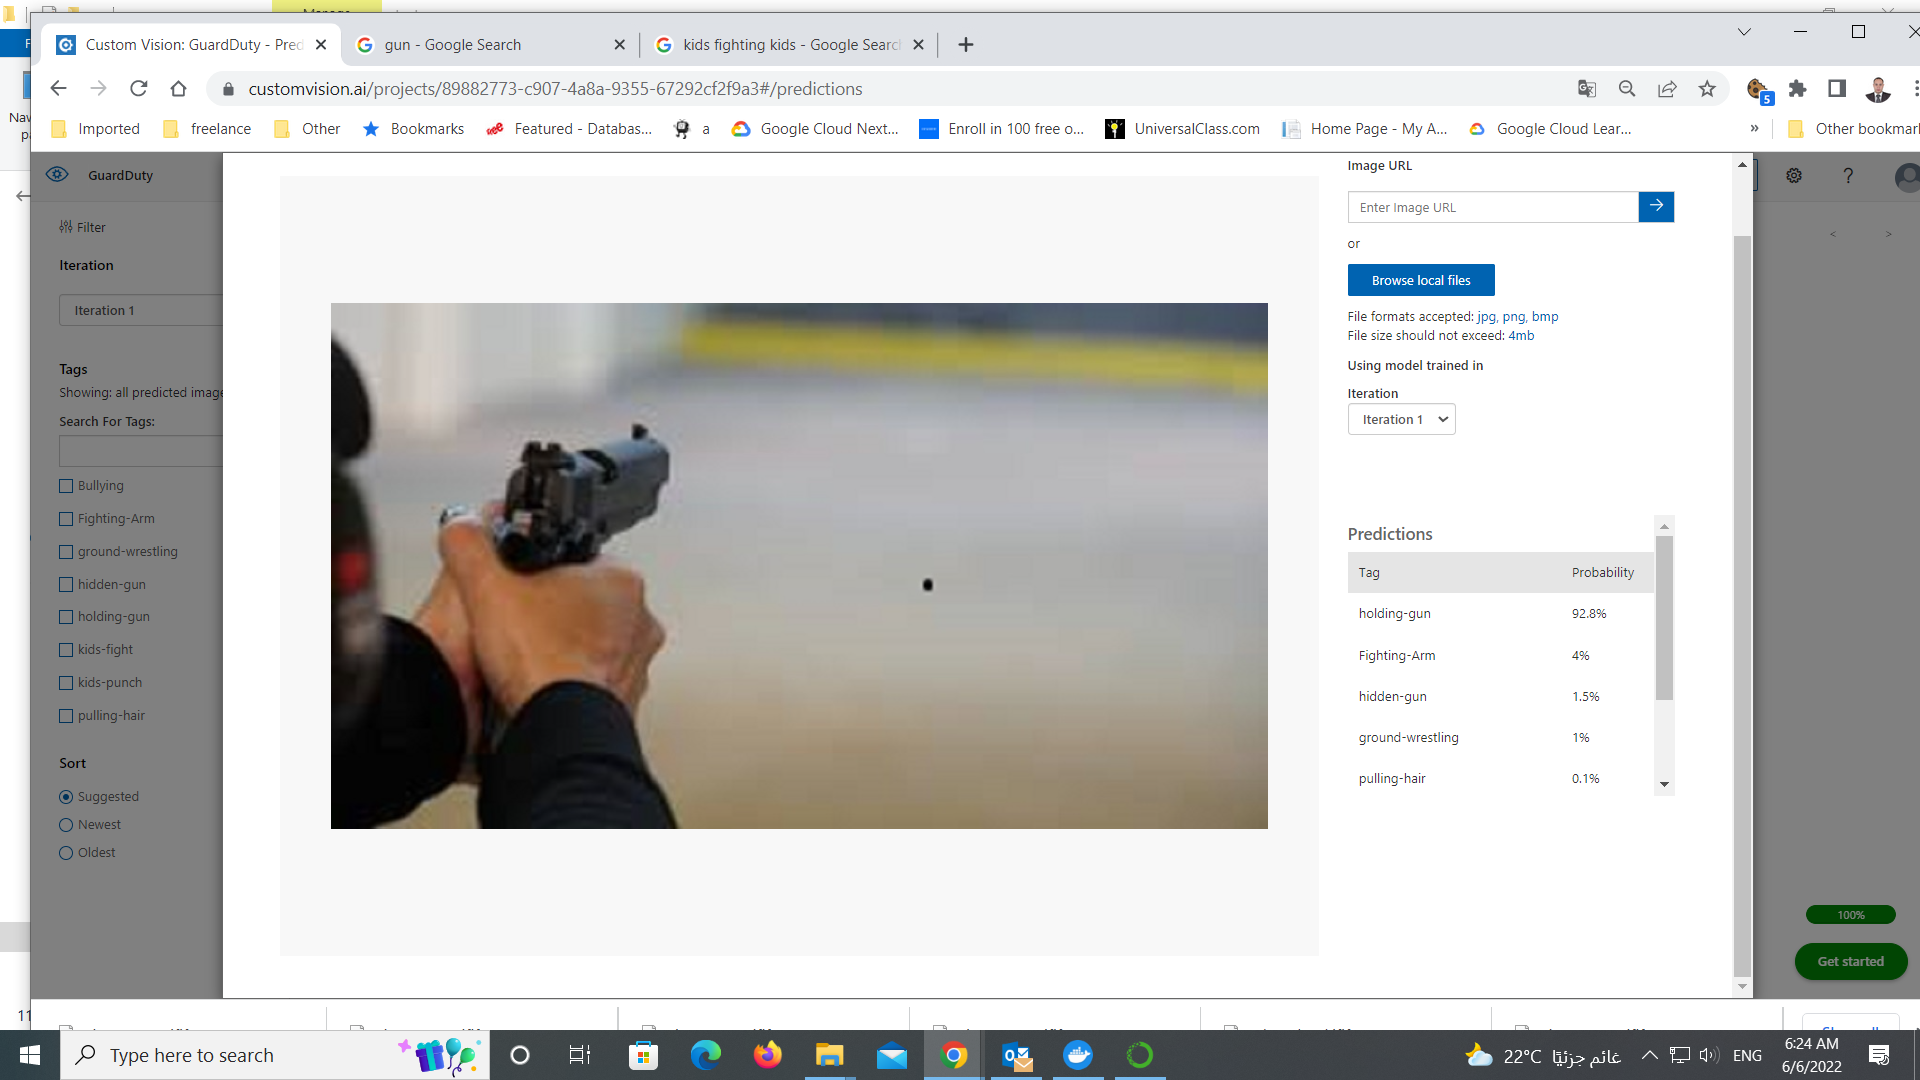 Custom Vision: GuardDuty - Pred
gun - Google Search
kids fighting kids - Google Search
customvision.ai/projects/89882773-c907-4a8a-9355-67292cf2f9a3#/predictions
5
Imported
freelance
Other
Bookmarks
Featured - Databas...
a
Google Cloud Next...
Enroll in 100 free o...
UniversalClass.com
Home Page - My A...
Google Cloud Lear...
»
Other bookmar
GuardDuty
?
Filter
Iteration
Iteration 1
Tags
Showing: all predicted image
Search For Tags:
Bullying
Fighting-Arm
ground-wrestling
hidden-gun
holding-gun
kids-fight
kids-punch
pulling-hair
Sort
Suggested
Newest
Oldest
Image URL
Enter Image URL
or
Browse local files
File formats accepted: jpg, png, bmp
File size should not exceed: 4mb
Using model trained in
Iteration
Iteration 1
Predictions
Tag Probability
holding-gun 92.8%
Fighting-Arm 4%
hidden-gun 1.5%
ground-wrestling 1%
pulling-hair 0.1%
< >
100%
Get started
11
Type here to search
22°C غائم جزئيًا
ENG
6:24 AM
6/6/2022